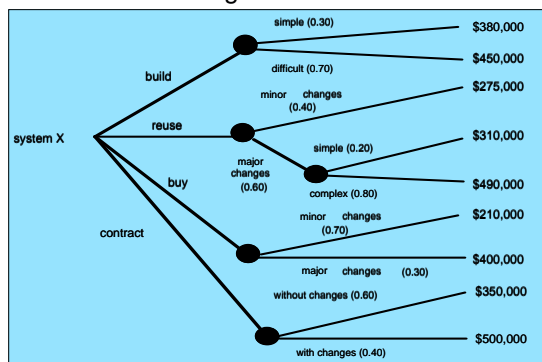 simple (0.30)
$380,000
$450,000
build
difficult (0.70)
minor changes
(0.40)
$275,000
system X
reuse
simple (0.20)
$310,000
major
changes
(0.60)
buy
complex (0.80)
$490,000
minor changes
(0.70)
$210,000
contract
$400,000
major changes (0.30)
without changes (0.60)
$350,000
$500,000
with changes (0.40)